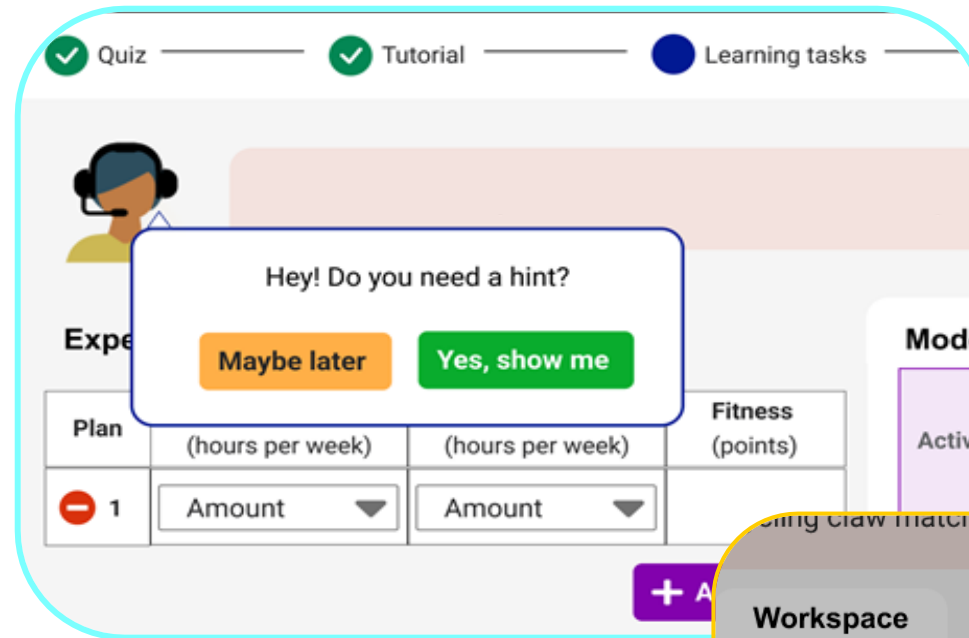 Quiz
Tutorial
Learning tasks
Hey! Do you need a hint?
Maybe later
Yes, show me
Plan
(hours per week)
(hours per week)
Fitness
(points)
1
Amount
Amount
claw
Workspace